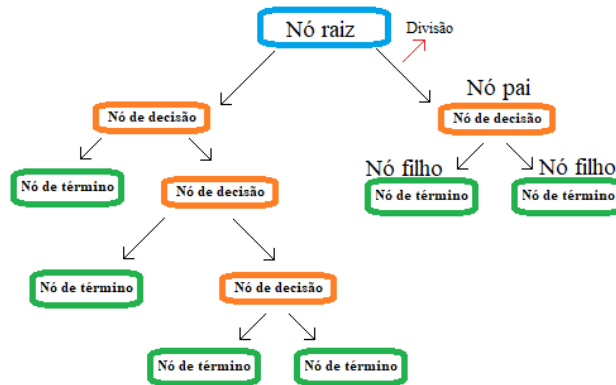 Nó raiz
Divisão
Nó pai
Nó de decisão
Nó de decisão
Nó filho
Nó filho
Nó de término
Nó de decisão
Nó de término
Nó de término
Nó de término
Nó de decisão
Nó de término
Nó de término